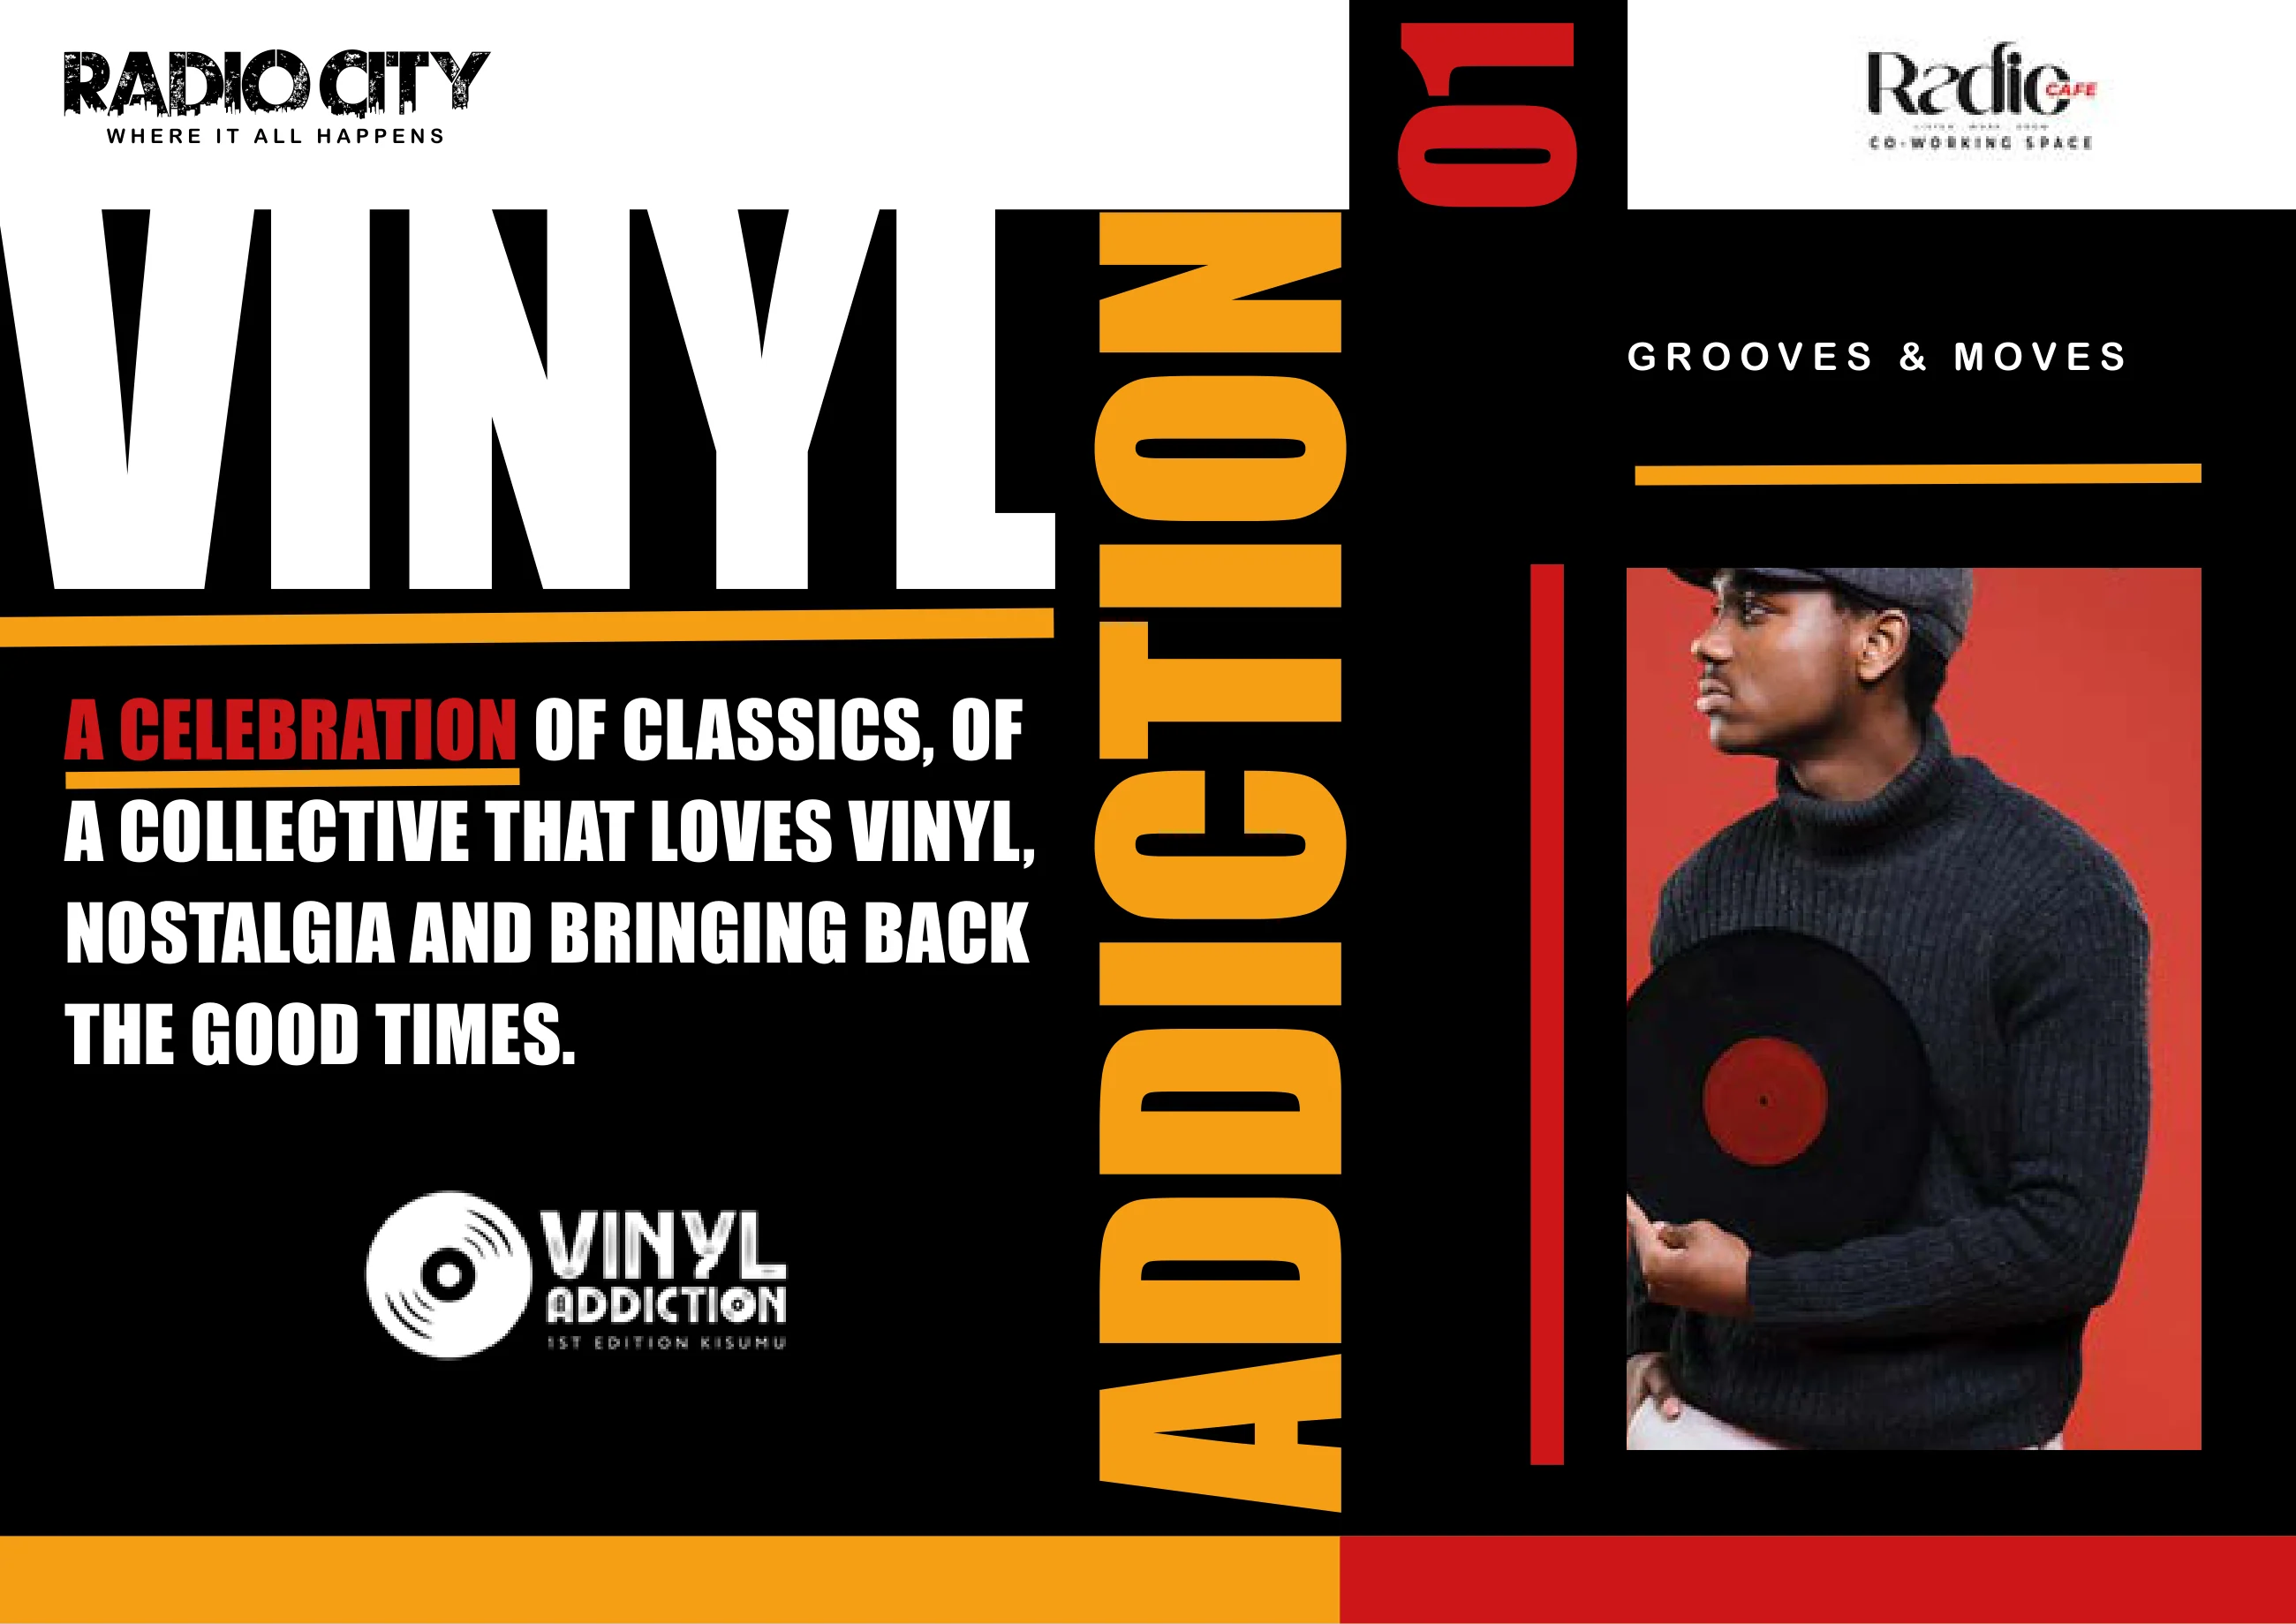 RADIO CITY
WHERE IT ALL HAPPENS
01
Radio
CAFE
CO-WORKING SPACE
VINYL
ADDICTION
GROOVES & MOVES
A CELEBRATION OF CLASSICS, OF
A COLLECTIVE THAT LOVES VINYL,
NOSTALGIA AND BRINGING BACK
THE GOOD TIMES.
VINYL
ADDICTION
1ST EDITION KISUMU